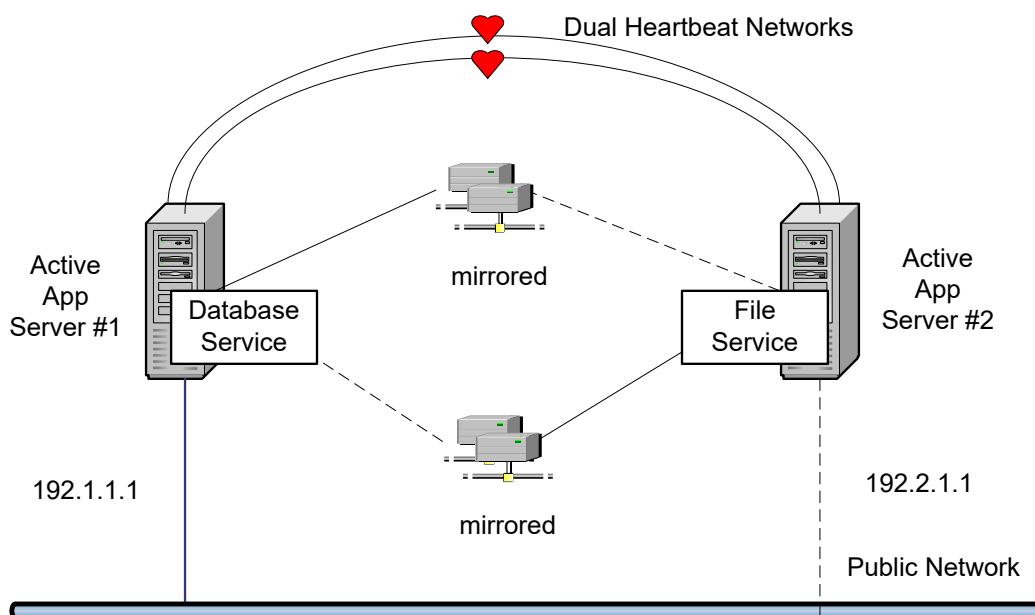 Dual Heartbeat Networks
mirrored
Active
App
Server #1
Database
Service
File
Service
Active
App
Server #2
192.1.1.1
mirrored
192.2.1.1
Public Network